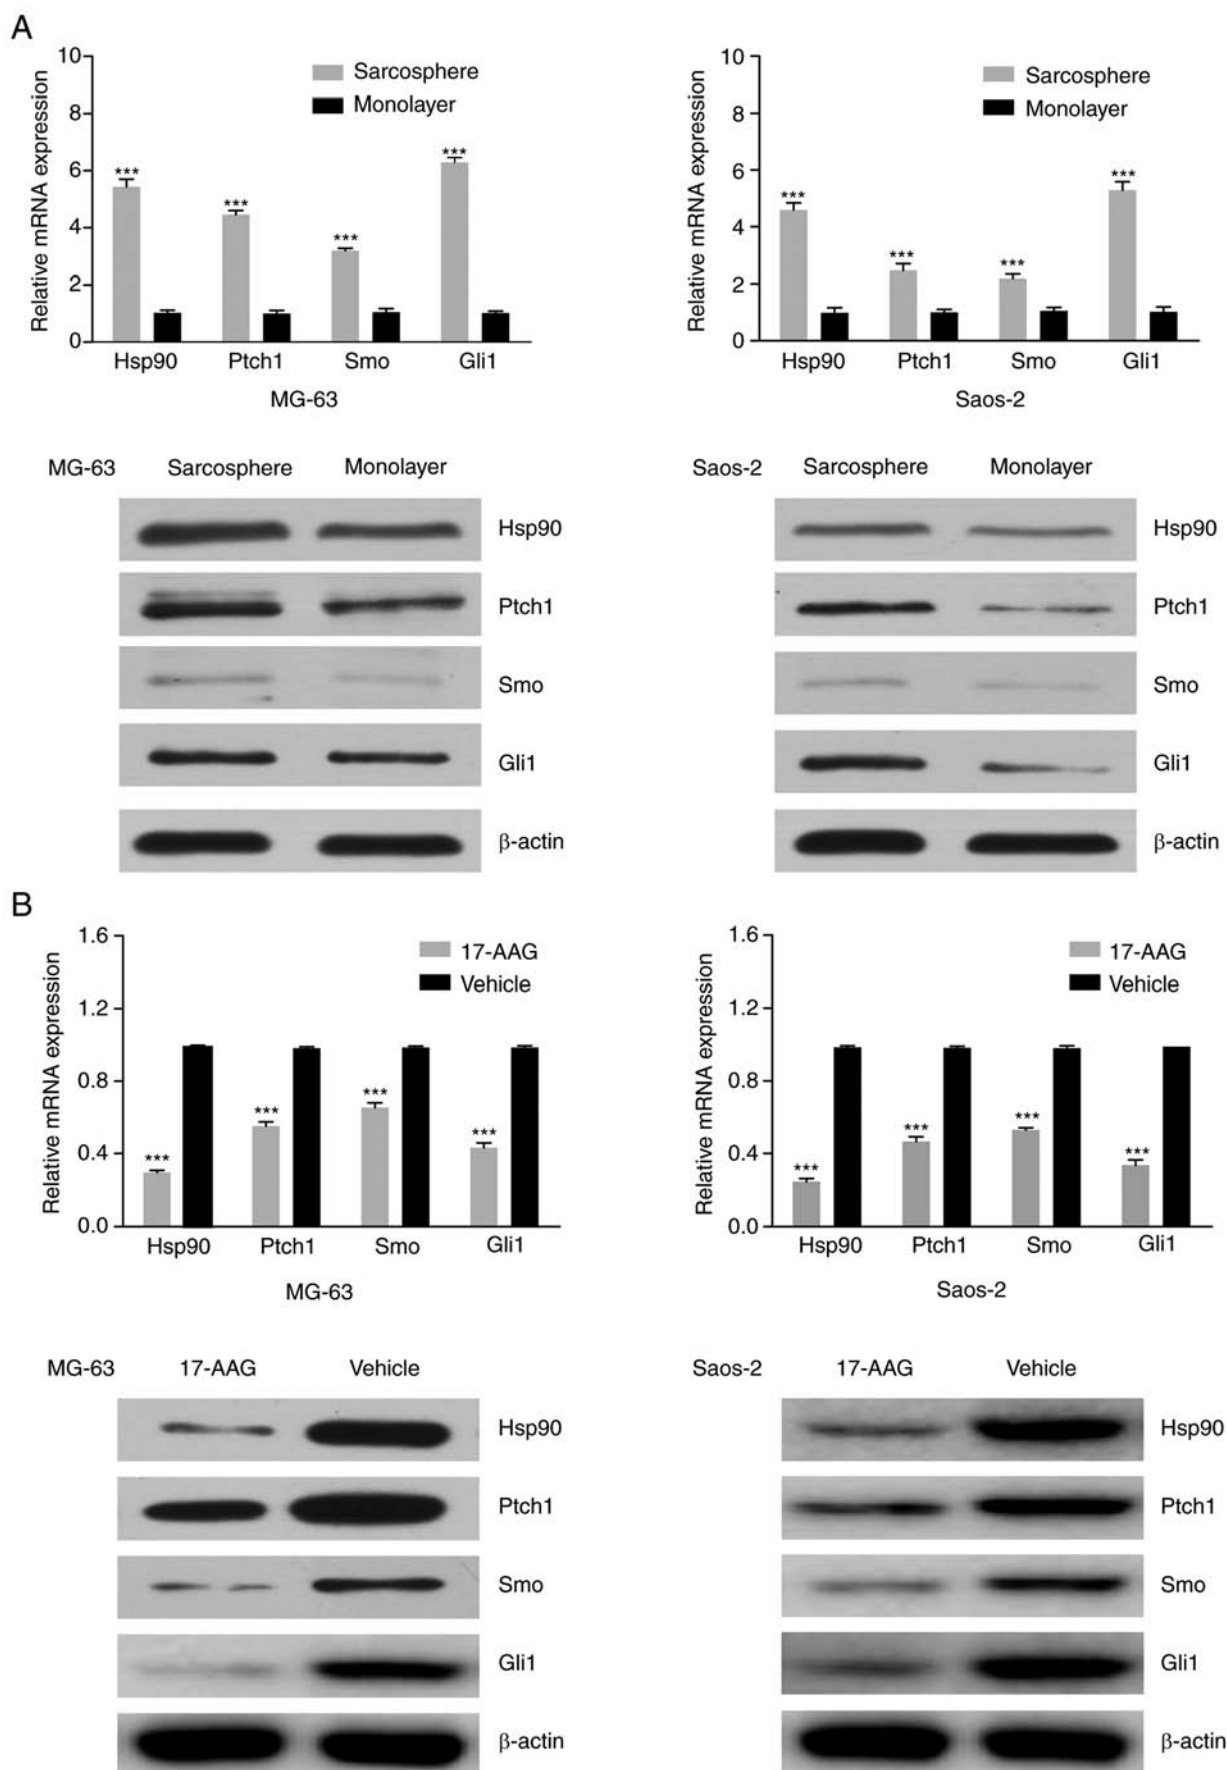 A
Relative mRNA expression
10
8
6
4
2
0
Sarcosphere
Monolayer
***
***
***
***
Hsp90 Ptch1 Smo Gli1
MG-63
Relative mRNA expression
10
8
6
4
2
0
Sarcosphere
Monolayer
***
***
***
***
Hsp90 Ptch1 Smo Gli1
Saos-2
MG-63 Sarcosphere Monolayer
Hsp90
Ptch1
Smo
Gli1
β-actin
Saos-2 Sarcosphere Monolayer
Hsp90
Ptch1
Smo
Gli1
β-actin
B
Relative mRNA expression
1.6
1.2
0.8
0.4
0.0
17-AAG
Vehicle
***
***
***
***
Hsp90 Ptch1 Smo Gli1
MG-63
Relative mRNA expression
1.6
1.2
0.8
0.4
0.0
17-AAG
Vehicle
***
***
***
***
Hsp90 Ptch1 Smo Gli1
Saos-2
MG-63 17-AAG Vehicle
Hsp90
Ptch1
Smo
Gli1
β-actin
Saos-2 17-AAG Vehicle
Hsp90
Ptch1
Smo
Gli1
β-actin